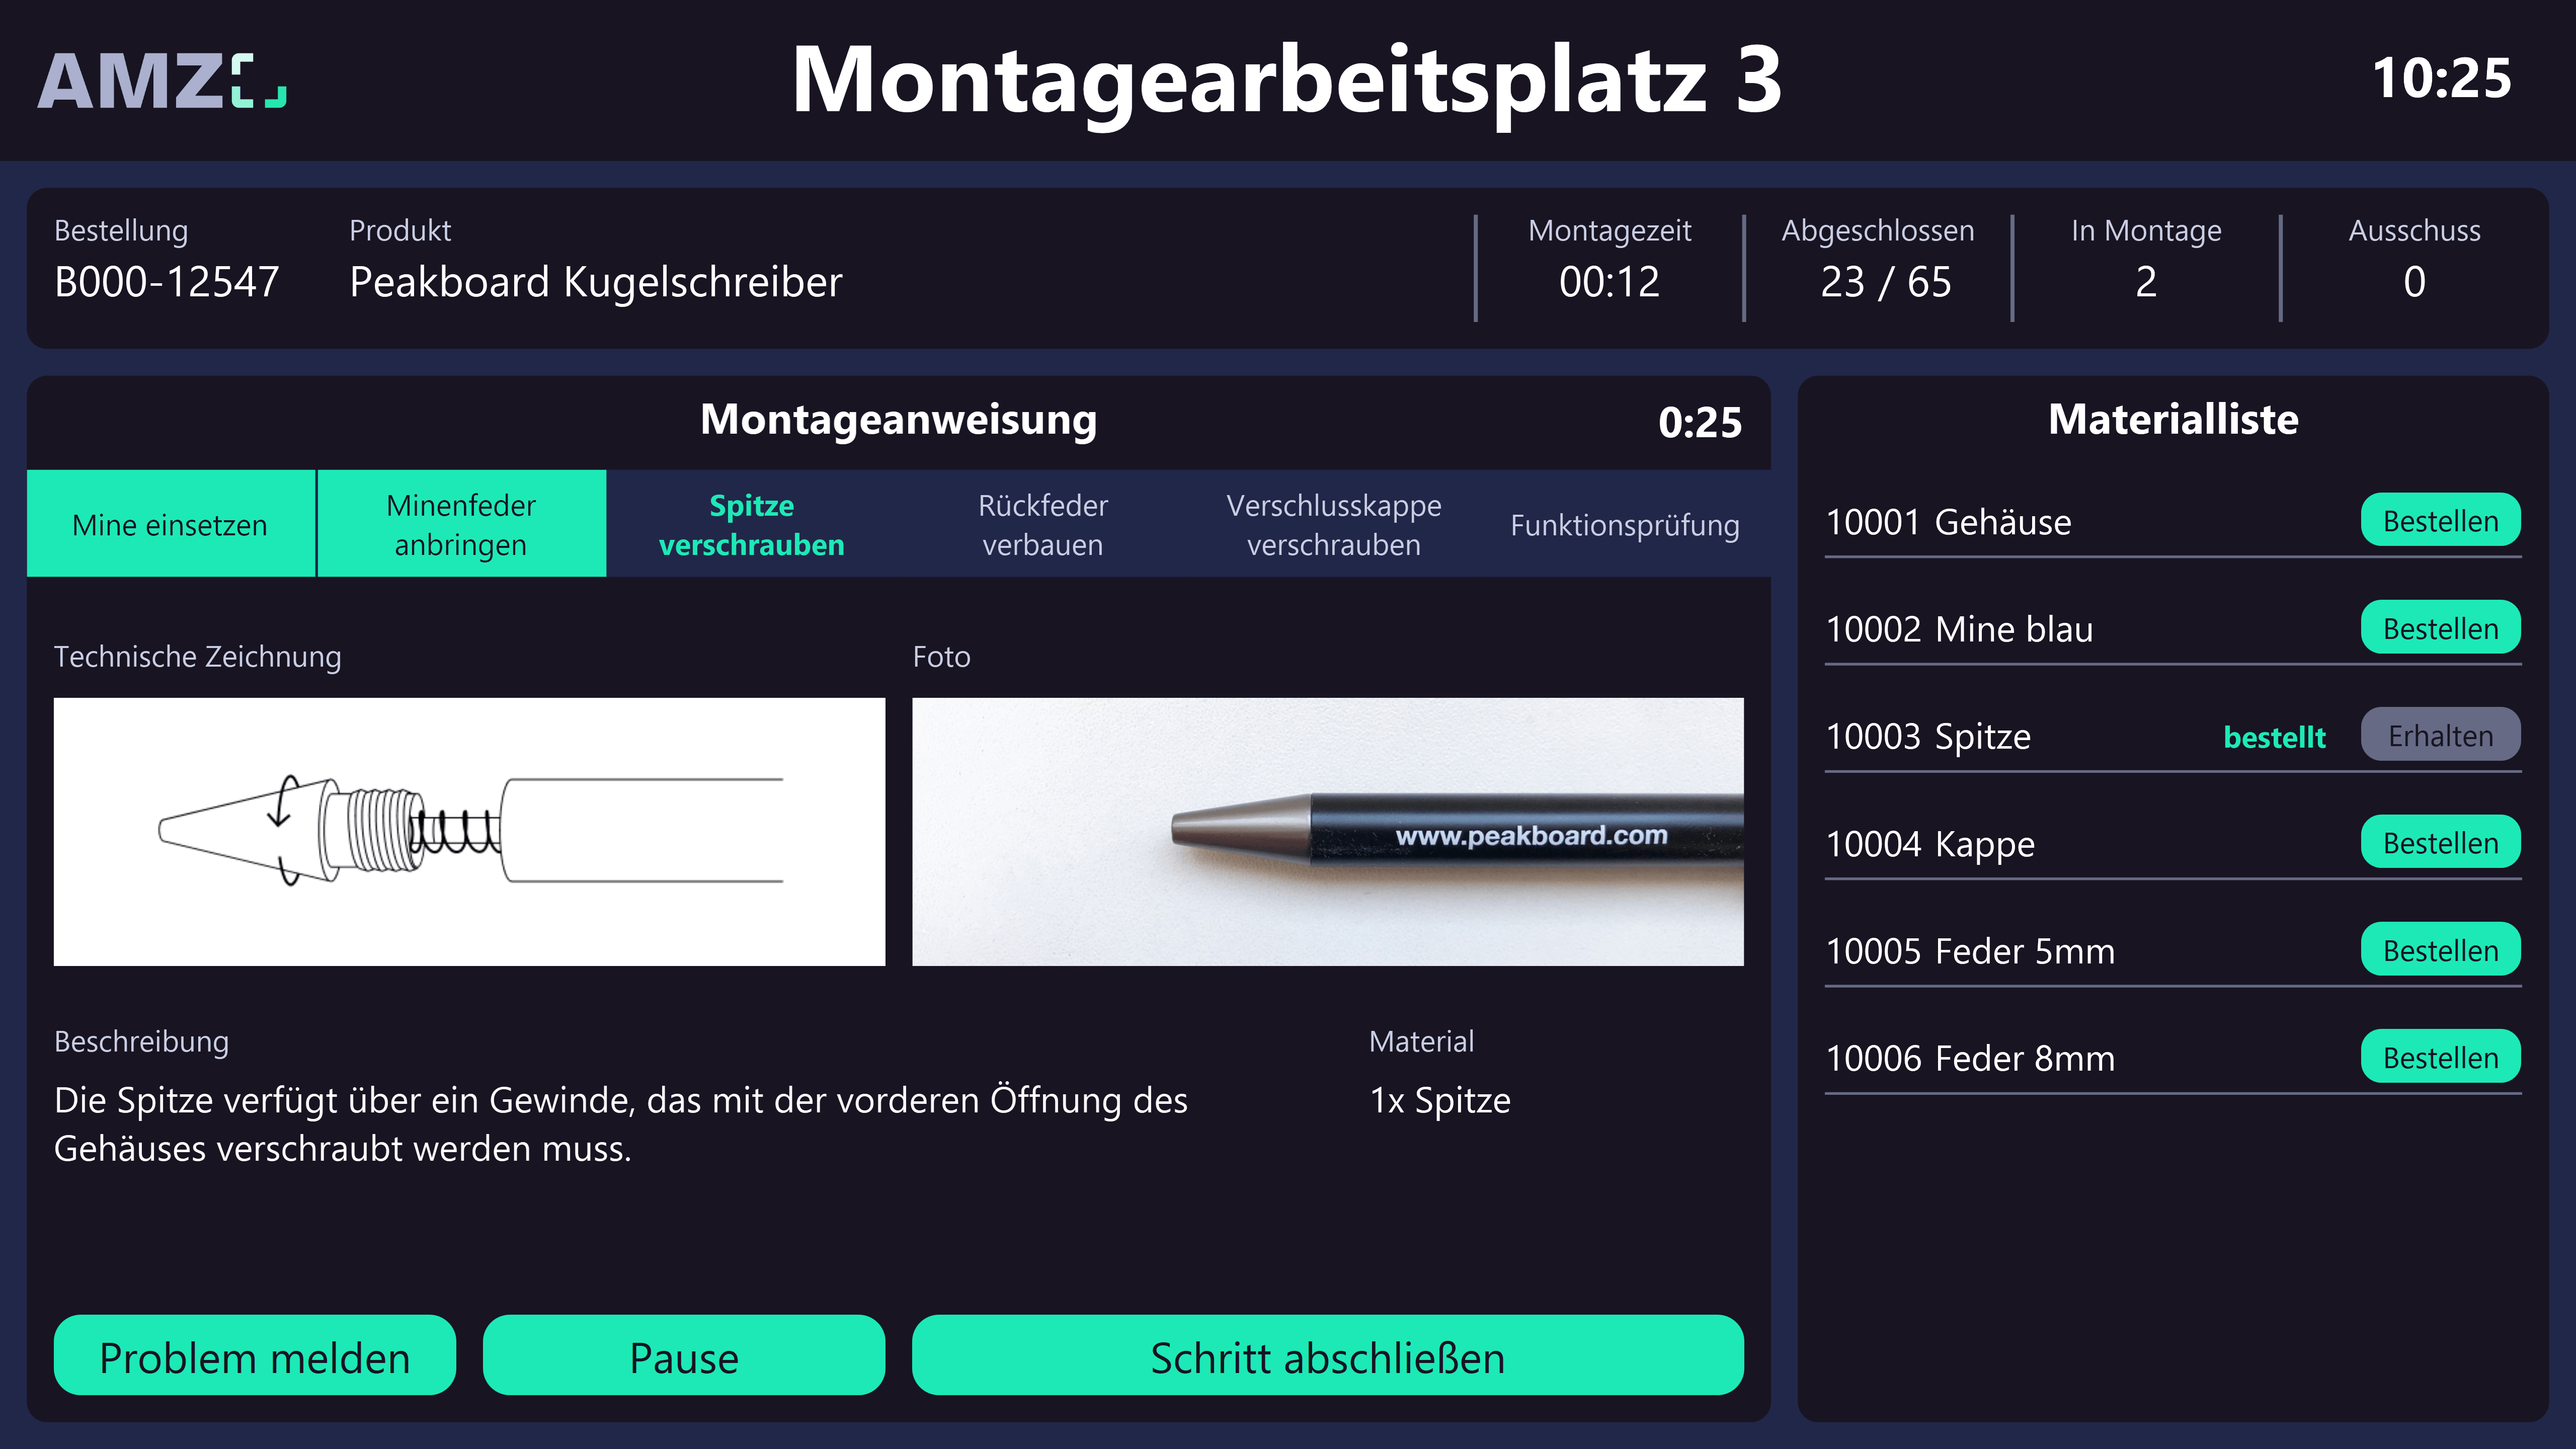 AMZ
Montagearbeitsplatz 3
10:25
Bestellung
B000-12547
Produkt
Peakboard Kugelschreiber
Montagezeit
00:12
Abgeschlossen
23 / 65
In Montage
2
Ausschuss
0
Montageanweisung
0:25
Mine einsetzen
Minenfeder
anbringen
Spitze
verschrauben
Rückfeder
verbauen
Verschlusskappe
verschrauben
Funktionsprüfung
Technische Zeichnung
Foto
www.peakboard.com
Beschreibung
Die Spitze verfügt über ein Gewinde, das mit der vorderen Öffnung des
Gehäuses verschraubt werden muss.
Material
1x Spitze
Problem melden
Pause
Schritt abschließen
Materialliste
10001 Gehäuse Bestellen
10002 Mine blau Bestellen
10003 Spitze bestellt Erhalten
10004 Kappe Bestellen
10005 Feder 5mm Bestellen
10006 Feder 8mm Bestellen